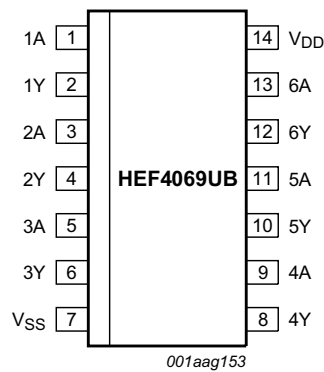 1A 1 14 VDD
1Y 2 13 6A
2A 3 12 6Y
2Y 4 HEF4069UB 11 5A
3A 5 10 5Y
3Y 6 9 4A
VSS 7 8 4Y
001aag153